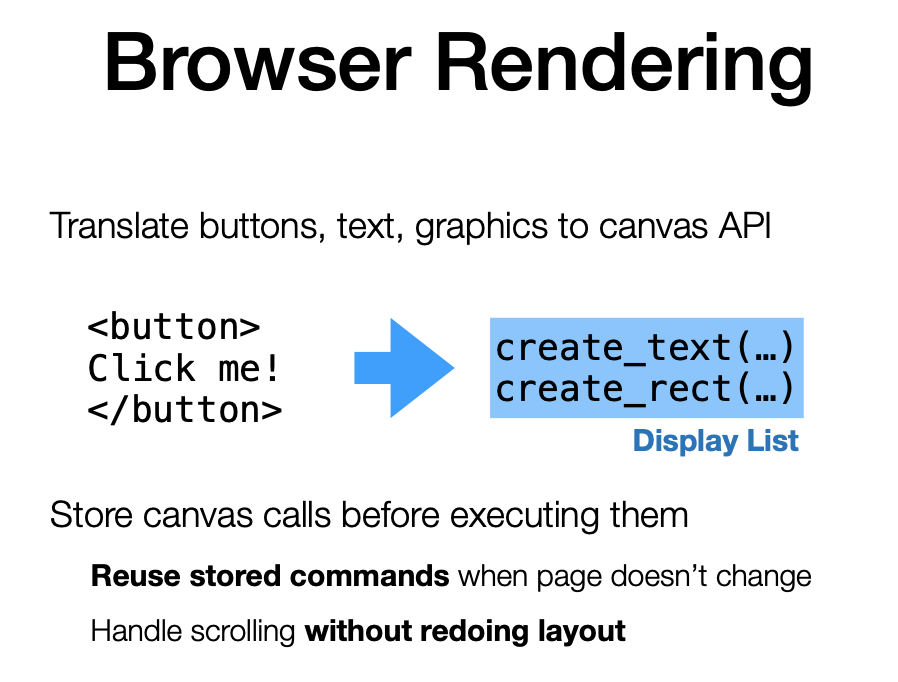 Browser Rendering
Translate buttons, text, graphics to canvas API
<button>
Click me!
</button>
create_text(…)
create_rect(…)
Display List
Store canvas calls before executing them
Reuse stored commands when page doesn’t change
Handle scrolling without redoing layout